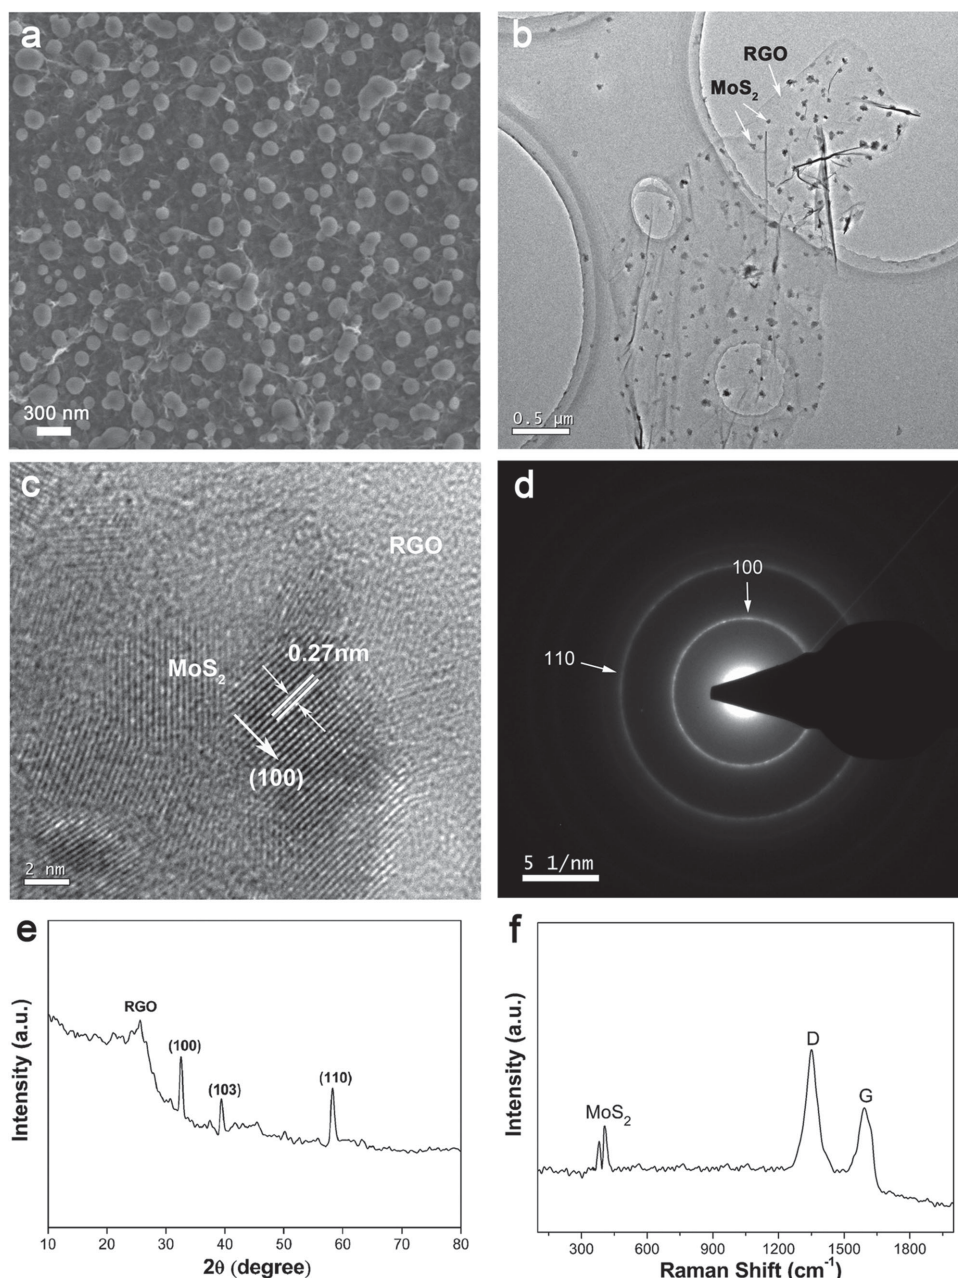 a
300 nm
b
RGO
MoS₂
0.5 µm
c
RGO
0.27nm
MoS₂
(100)
2 nm
d
100
110
5 1/nm
e
Intensity (a.u.)
RGO
(100)
(103)
(110)
10 20 30 40 50 60 70 80
2θ (degree)
f
Intensity (a.u.)
MoS₂
D
G
300 600 900 1200 1500 1800
Raman Shift (cm⁻¹)